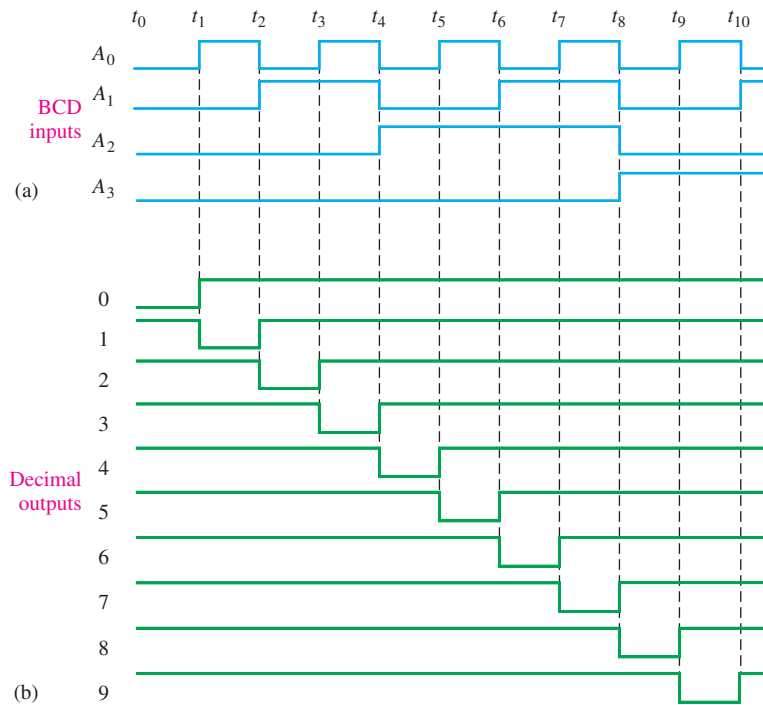 t0 t1 t2 t3 t4 t5 t6 t7 t8 t9 t10
A0
A1
BCD
inputs
A2
(a)
A3
0
1
2
3
4
Decimal
outputs
5
6
7
8
(b)
9